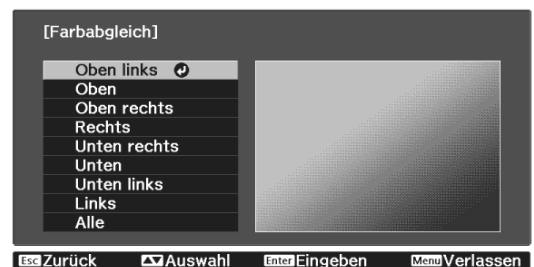 [Farbabgleich]
Oben links
Oben
Oben rechts
Rechts
Unten rechts
Unten
Unten links
Links
Alle
Esc Zurück Auswahl Enter Eingeben Menu Verlassen